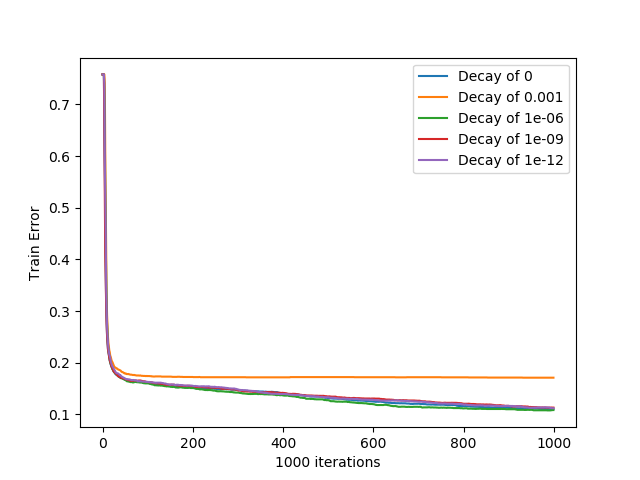 Decay of 0
Decay of 0.001
Decay of 1e-06
Decay of 1e-09
Decay of 1e-12
0.7
0.6
0.5
0.4
0.3
0.2
0.1
Train Error
0 200 400 600 800 1000
1000 iterations